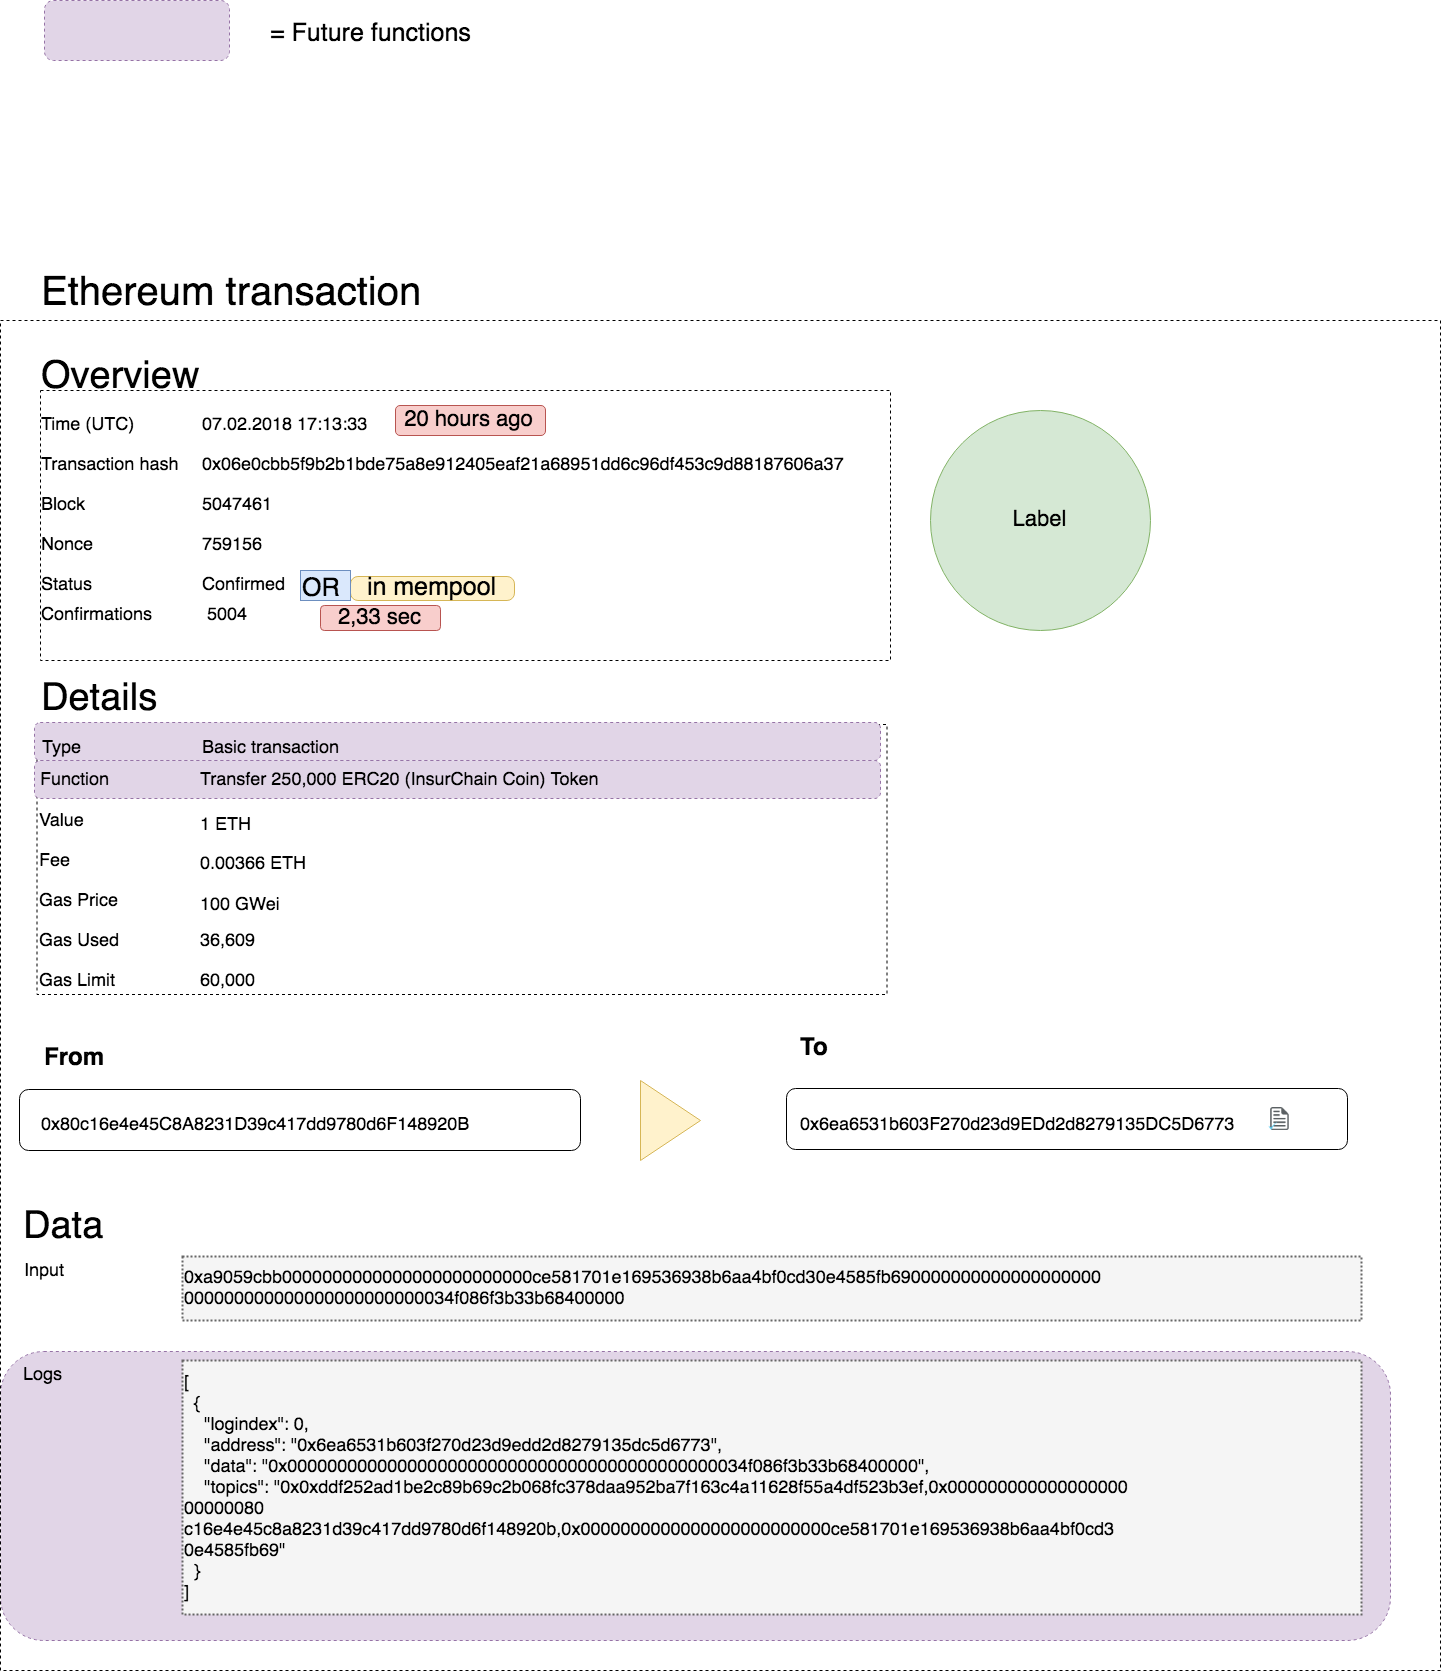 = Future functions
Ethereum transaction
Overview
Time (UTC) 07.02.2018 17:13:33 20 hours ago
Transaction hash 0x06e0cbb5f9b2b1bde75a8e912405eaf21a68951dd6c96df453c9d88187606a37
Block 5047461
Nonce 759156
Status Confirmed OR in mempool
Confirmations 5004 2,33 sec
Label
Details
Type Basic transaction
Function Transfer 250,000 ERC20 (InsurChain Coin) Token
Value 1 ETH
Fee 0.00366 ETH
Gas Price 100 GWei
Gas Used 36,609
Gas Limit 60,000
From To
0x80c16e4e45C8A8231D39c417dd9780d6F148920B 0x6ea6531b603F270d23d9EDd2d8279135DC5D6773
Data
Input 0xa9059cbb0000000000000000000000000ce581701e169536938b6aa4bf0cd30e4585fb690000000000000000000
000000000000000000000000034f086f3b33b68400000
Logs [
{
"logindex": 0,
"address": "0x6ea6531b603f270d23d9edd2d8279135dc5d6773",
"data": "0x0000000000000000000000000000000000000000000034f086f3b33b68400000",
"topics": "0x0xddf252ad1be2c89b69c2b068fc378daa952ba7f163c4a11628f55a4df523b3ef,0x000000000000000000
00000080
c16e4e45c8a8231d39c417dd9780d6f148920b,0x0000000000000000000000000ce581701e169536938b6aa4bf0cd3
0e4585fb69"
}
]